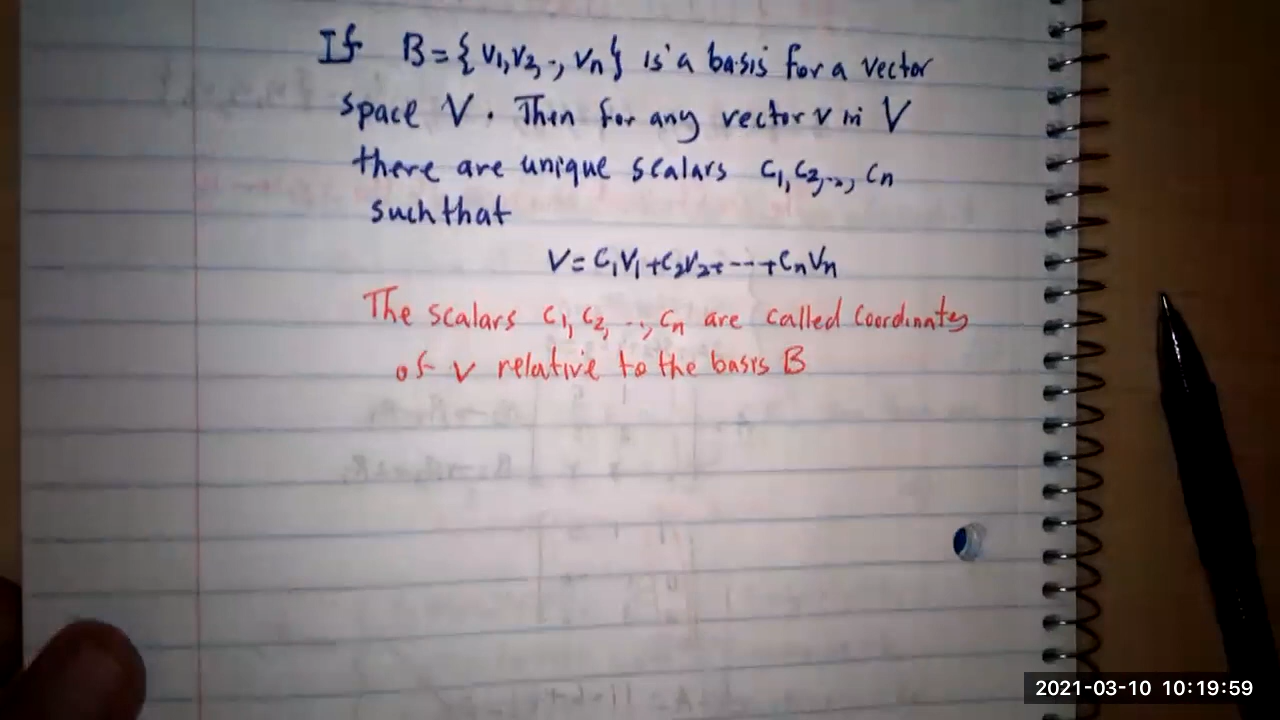 If B = {v1, v2, .., vn} is a basis for a vector
space V. Then for any vector v in V
there are unique scalars c1, c2, .., cn
such that
v = c1v1 + c2v2 + --- + cnvn
The scalars c1, c2, .., cn are called coordinates
of v relative to the basis B
2021-03-10 10:19:59